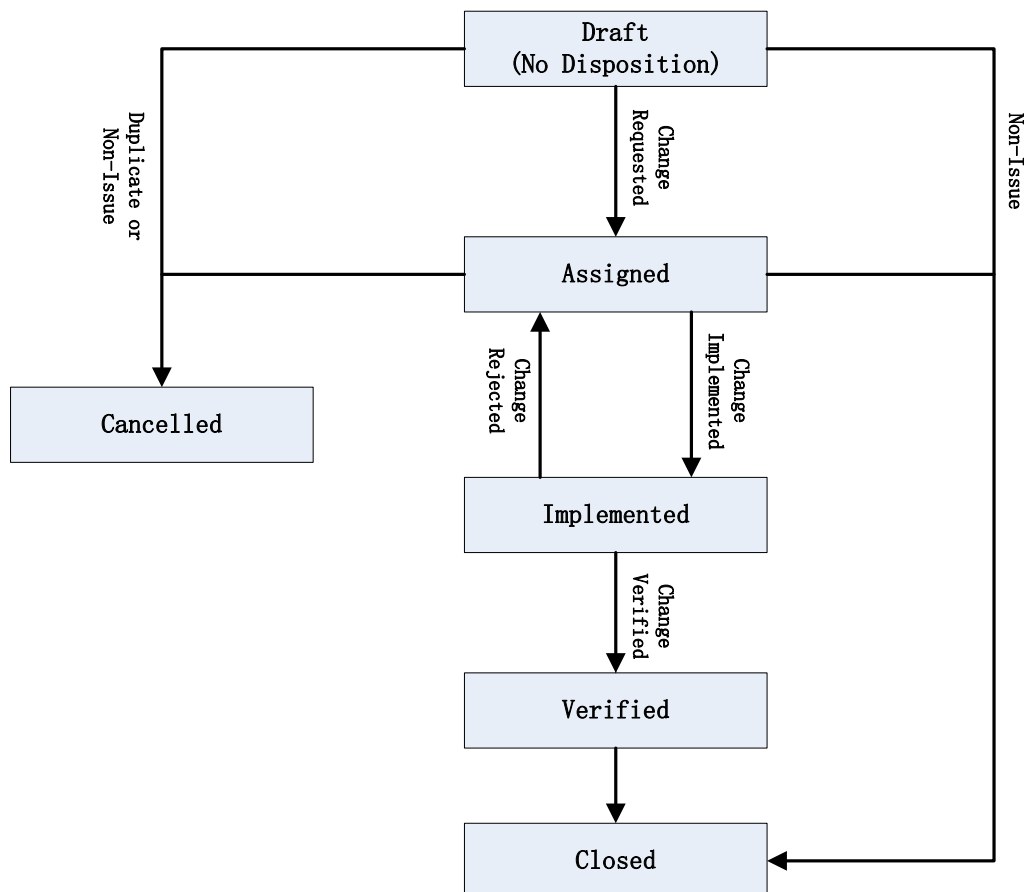 Draft
(No Disposition)
Duplicate or
Non-Issue
Change
Requested
Non-Issue
Assigned
Change
Rejected
Change
Implemented
Cancelled
Implemented
Change
Verified
Verified
Closed